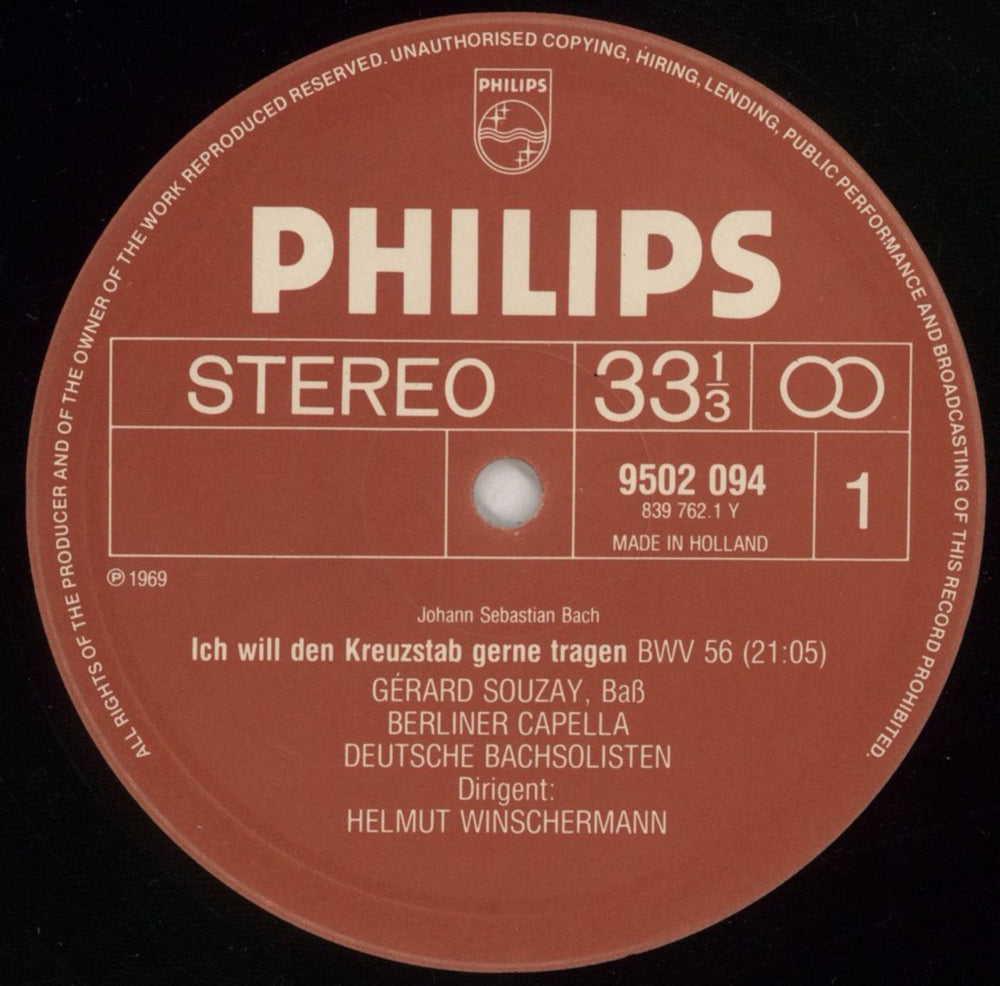 ALL RIGHTS OF THE PRODUCER AND OF THE OWNER OF THE WORK REPRODUCED RESERVED. UNAUTHORISED COPYING, HIRING, LENDING, PUBLIC PERFORMANCE AND BROADCASTING OF THIS RECORD PROHIBITED.
PHILIPS
PHILIPS
STEREO 33 1/3
9502 094 1
839 762.1 Y
MADE IN HOLLAND
℗ 1969
Johann Sebastian Bach
Ich will den Kreuzstab gerne tragen BWV 56 (21:05)
GÉRARD SOUZAY, Baß
BERLINER CAPELLA
DEUTSCHE BACHSOLISTEN
Dirigent:
HELMUT WINSCHERMANN